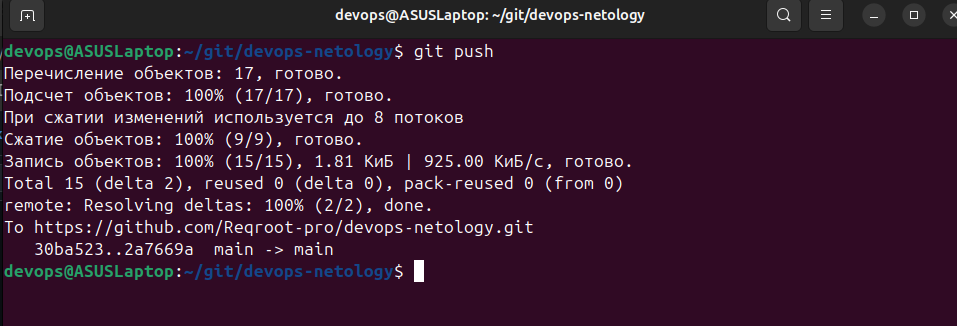 devops@ASUSLaptop: ~/git/devops-netology
devops@ASUSLaptop:~/git/devops-netology$ git push
Перечисление объектов: 17, готово.
Подсчет объектов: 100% (17/17), готово.
При сжатии изменений используется до 8 потоков
Сжатие объектов: 100% (9/9), готово.
Запись объектов: 100% (15/15), 1.81 КиБ | 925.00 КиБ/с, готово.
Total 15 (delta 2), reused 0 (delta 0), pack-reused 0 (from 0)
remote: Resolving deltas: 100% (2/2), done.
To https://github.com/Reqroot-pro/devops-netology.git
   30ba523..2a7669a  main -> main
devops@ASUSLaptop:~/git/devops-netology$